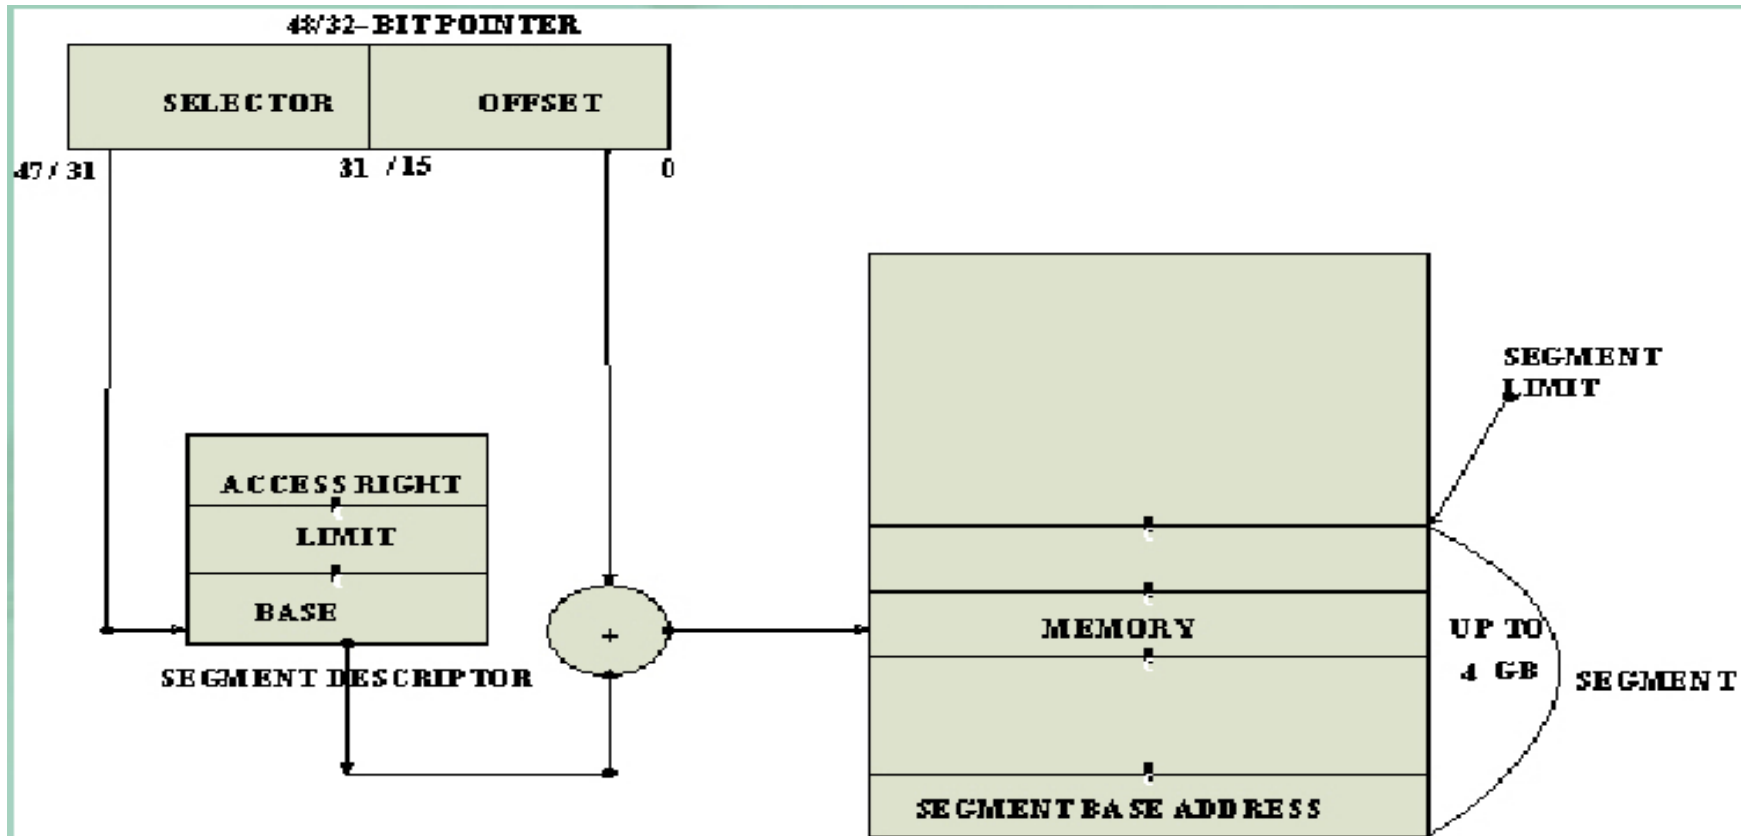 48/32-BIT POINTER
SELECTOR
OFFSET
47/31
31 /15
0
SEGMENT
LIMIT
ACCESS RIGHT
LIMIT
BASE
+
MEMORY
UP TO
4 GB
SEGMENT
SEGMENT DESCRIPTOR
SEGMENT BASE ADDRESS